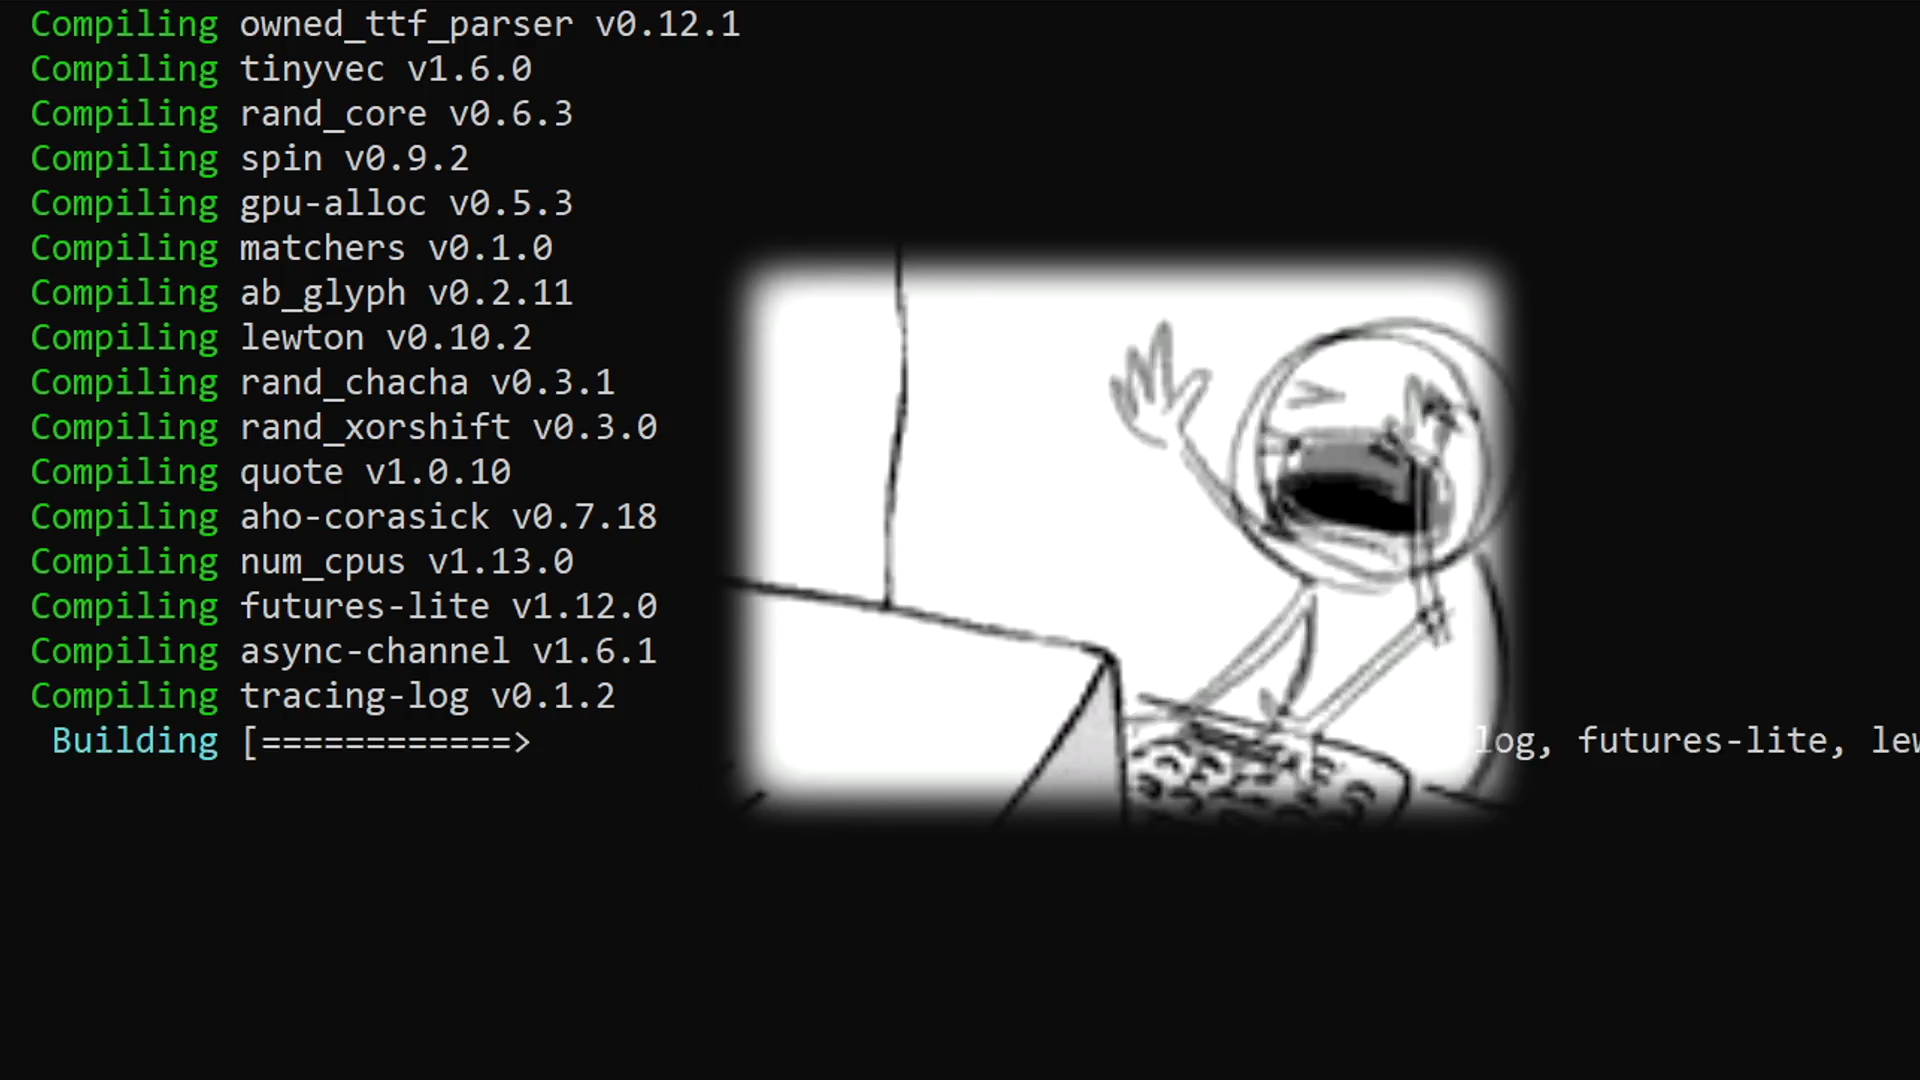 Compiling owned_ttf_parser v0.12.1
Compiling tinyvec v1.6.0
Compiling rand_core v0.6.3
Compiling spin v0.9.2
Compiling gpu-alloc v0.5.3
Compiling matchers v0.1.0
Compiling ab_glyph v0.2.11
Compiling lewton v0.10.2
Compiling rand_chacha v0.3.1
Compiling rand_xorshift v0.3.0
Compiling quote v1.0.10
Compiling aho-corasick v0.7.18
Compiling num_cpus v1.13.0
Compiling futures-lite v1.12.0
Compiling async-channel v1.6.1
Compiling tracing-log v0.1.2
Building [============> log, futures-lite,